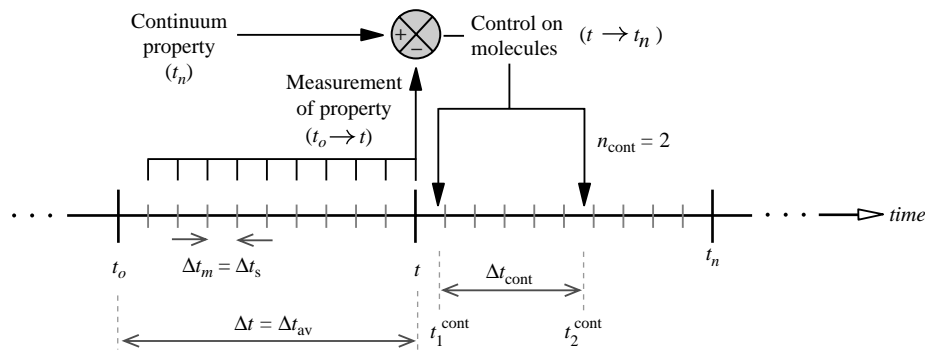 Continuum
property
(t_n)
+
−
Control on
molecules
(t → t_n )
Measurement
of property
(t_o → t)
n_cont = 2
. . .
. . .
time
t_o
Δt_m = Δt_s
t
t_n
Δt_cont
Δt = Δt_av
t_1^cont
t_2^cont